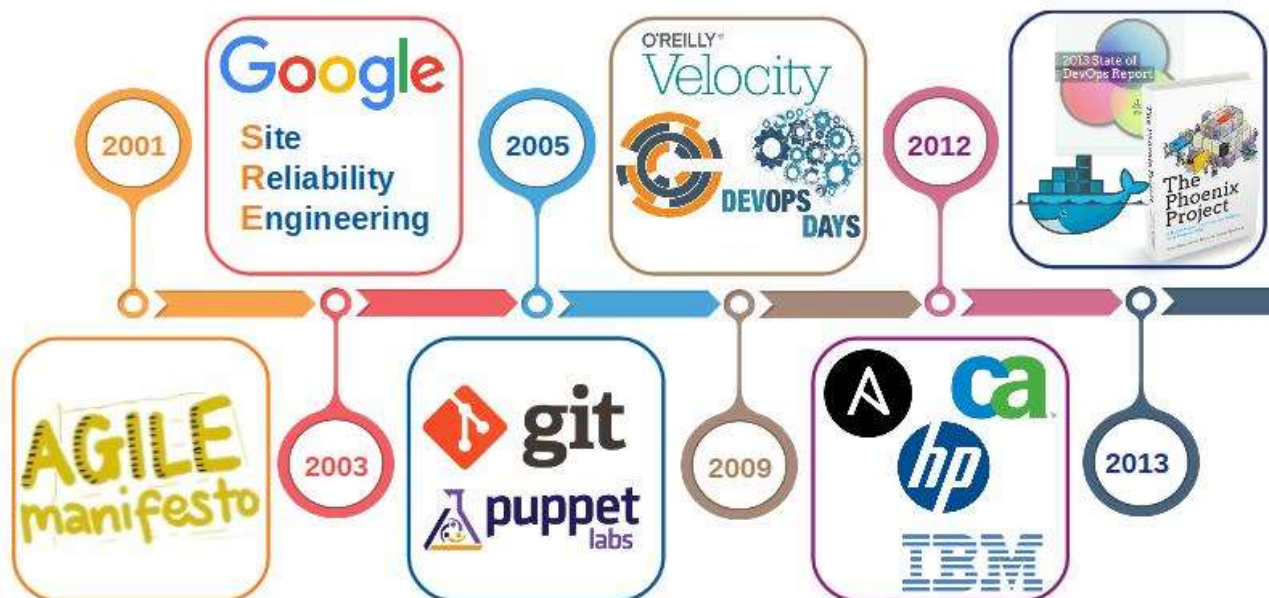 2001
Google
Site
Reliability
Engineering
2005
O'REILLY®
Velocity
DEVOPS
DAYS
2012
2013 State of
DevOps Report
The
Phoenix
Project
AGILE
manifesto
2003
git
puppet
labs
2009
ca
hp
IBM
2013